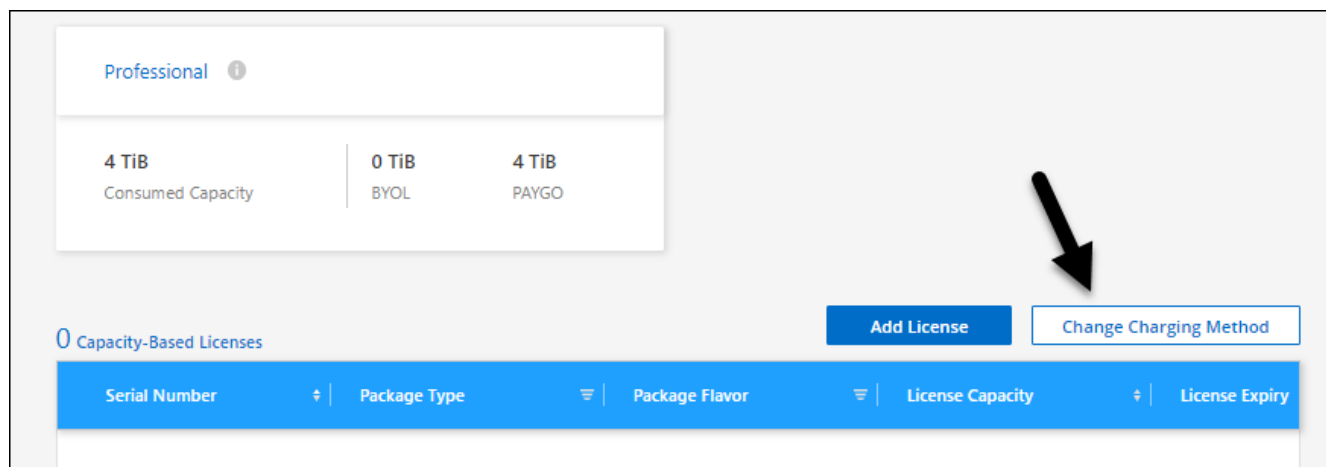 Professional
4 TiB 0 TiB 4 TiB
Consumed Capacity BYOL PAYGO
Add License Change Charging Method
0 Capacity-Based Licenses
Serial Number Package Type Package Flavor License Capacity License Expiry